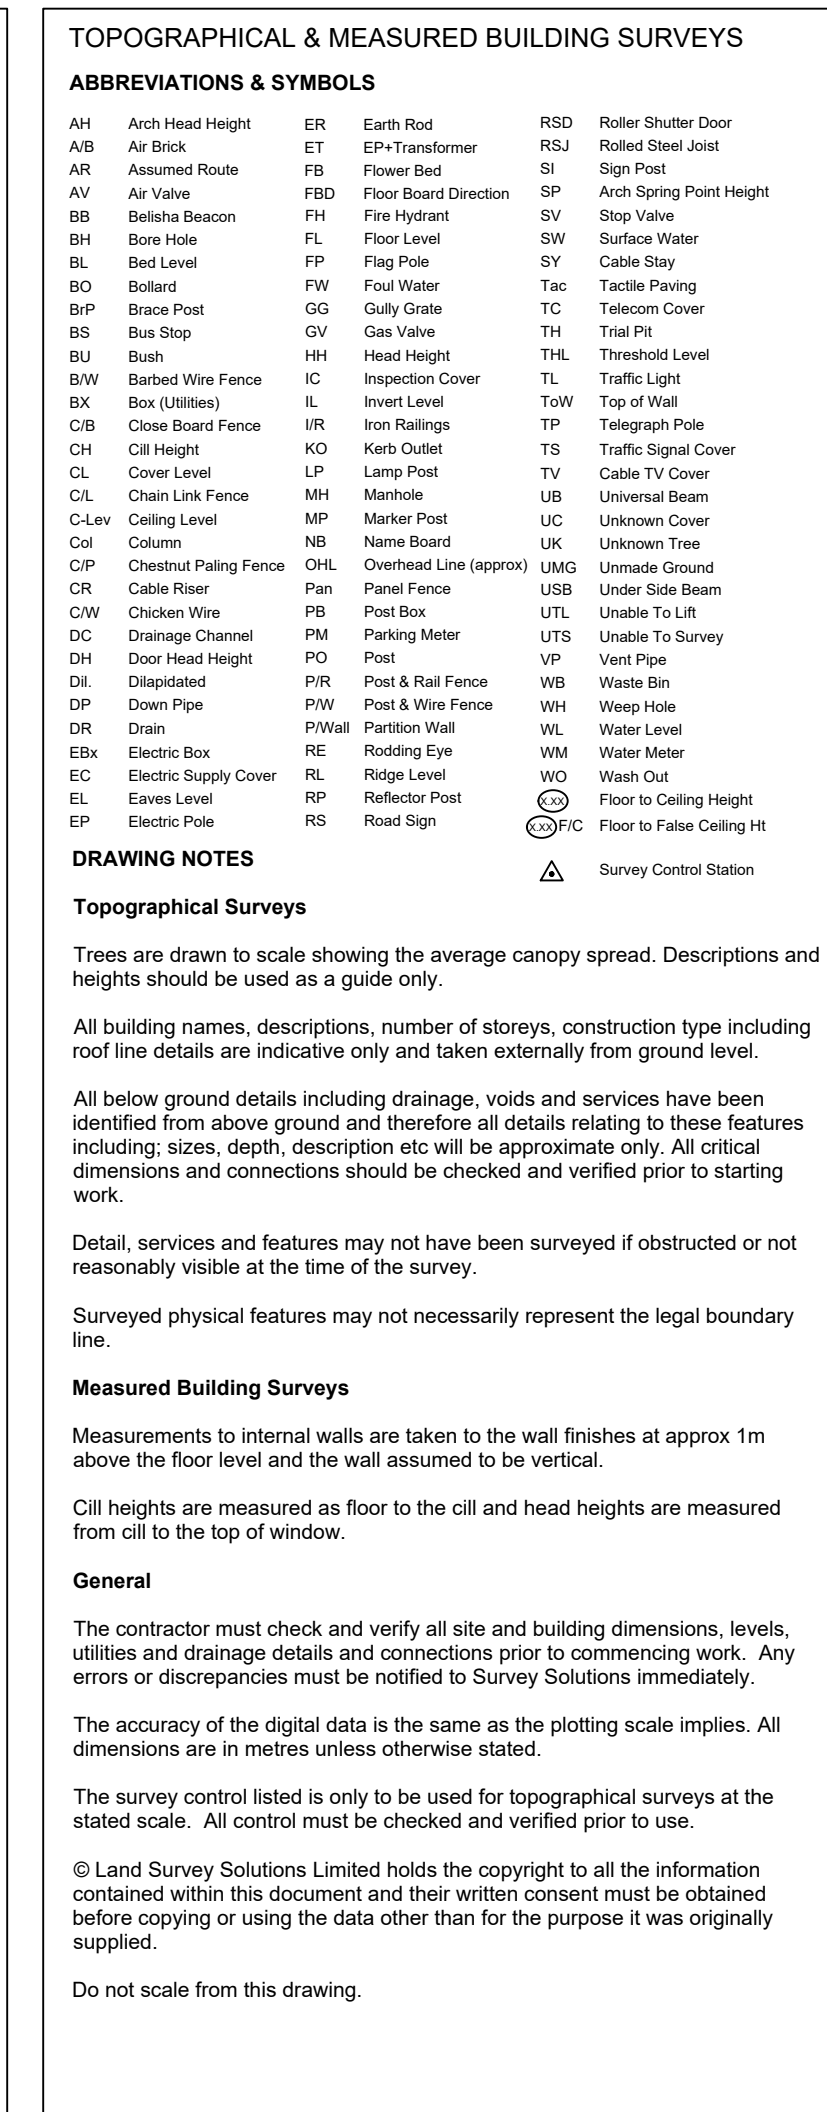 TOPOGRAPHICAL & MEASURED BUILDING SURVEYS
ABBREVIATIONS & SYMBOLS
AH Arch Head Height
A/B Air Brick
AR Assumed Route
AV Air Valve
BB Belisha Beacon
BH Bore Hole
BL Bed Level
BO Bollard
BrP Brace Post
BS Bus Stop
BU Bush
B/W Barbed Wire Fence
BX Box (Utilities)
C/B Close Board Fence
CH Cill Height
CL Cover Level
C/L Chain Link Fence
C-Lev Ceiling Level
Col Column
C/P Chestnut Paling Fence
CR Cable Riser
C/W Chicken Wire
DC Drainage Channel
DH Door Head Height
Dil. Dilapidated
DP Down Pipe
DR Drain
EBx Electric Box
EC Electric Supply Cover
EL Eaves Level
EP Electric Pole
ER Earth Rod
ET EP+Transformer
FB Flower Bed
FBD Floor Board Direction
FH Fire Hydrant
FL Floor Level
FP Flag Pole
FW Foul Water
GG Gully Grate
GV Gas Valve
HH Head Height
IC Inspection Cover
IL Invert Level
I/R Iron Railings
KO Kerb Outlet
LP Lamp Post
MH Manhole
MP Marker Post
NB Name Board
OHL Overhead Line (approx)
Pan Panel Fence
PB Post Box
PM Parking Meter
PO Post
P/R Post & Rail Fence
P/W Post & Wire Fence
P/Wall Partition Wall
RE Rodding Eye
RL Ridge Level
RP Reflector Post
RS Road Sign
RSD Roller Shutter Door
RSJ Rolled Steel Joist
SI Sign Post
SP Arch Spring Point Height
SV Stop Valve
SW Surface Water
SY Cable Stay
Tac Tactile Paving
TC Telecom Cover
TH Trial Pit
THL Threshold Level
TL Traffic Light
ToW Top of Wall
TP Telegraph Pole
TS Traffic Signal Cover
TV Cable TV Cover
UB Universal Beam
UC Unknown Cover
UK Unknown Tree
UMG Unmade Ground
USB Under Side Beam
UTL Unable To Lift
UTS Unable To Survey
VP Vent Pipe
WB Waste Bin
WH Weep Hole
WL Water Level
WM Water Meter
WO Wash Out
x.xx Floor to Ceiling Height
x.xx F/C Floor to False Ceiling Ht
Survey Control Station
DRAWING NOTES
Topographical Surveys
Trees are drawn to scale showing the average canopy spread. Descriptions and
heights should be used as a guide only.
All building names, descriptions, number of storeys, construction type including
roof line details are indicative only and taken externally from ground level.
All below ground details including drainage, voids and services have been
identified from above ground and therefore all details relating to these features
including; sizes, depth, description etc will be approximate only. All critical
dimensions and connections should be checked and verified prior to starting
work.
Detail, services and features may not have been surveyed if obstructed or not
reasonably visible at the time of the survey.
Surveyed physical features may not necessarily represent the legal boundary
line.
Measured Building Surveys
Measurements to internal walls are taken to the wall finishes at approx 1m
above the floor level and the wall assumed to be vertical.
Cill heights are measured as floor to the cill and head heights are measured
from cill to the top of window.
General
The contractor must check and verify all site and building dimensions, levels,
utilities and drainage details and connections prior to commencing work. Any
errors or discrepancies must be notified to Survey Solutions immediately.
The accuracy of the digital data is the same as the plotting scale implies. All
dimensions are in metres unless otherwise stated.
The survey control listed is only to be used for topographical surveys at the
stated scale. All control must be checked and verified prior to use.
© Land Survey Solutions Limited holds the copyright to all the information
contained within this document and their written consent must be obtained
before copying or using the data other than for the purpose it was originally
supplied.
Do not scale from this drawing.